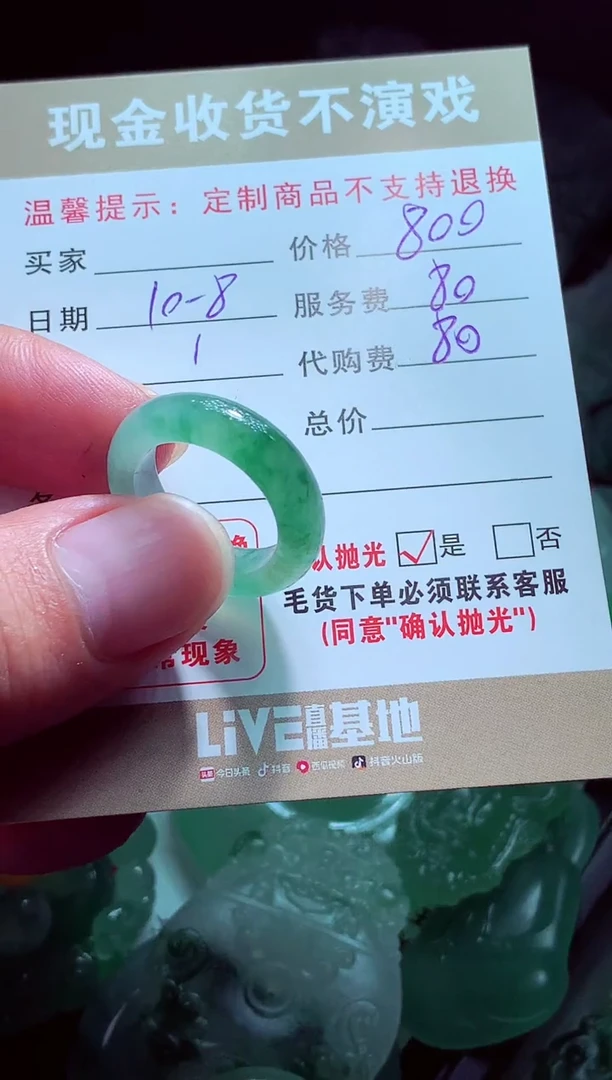 现金收货不演戏
温馨提示：定制商品不支持退换
买家 价格 800
日期 10-8 服务费 80
1 代购费 80
总价
认抛光 是 否
毛货下单必须联系客服
(同意"确认抛光")
常现象
LiVE直播基地
头条 今日头条 抖音 西瓜视频 抖音火山版